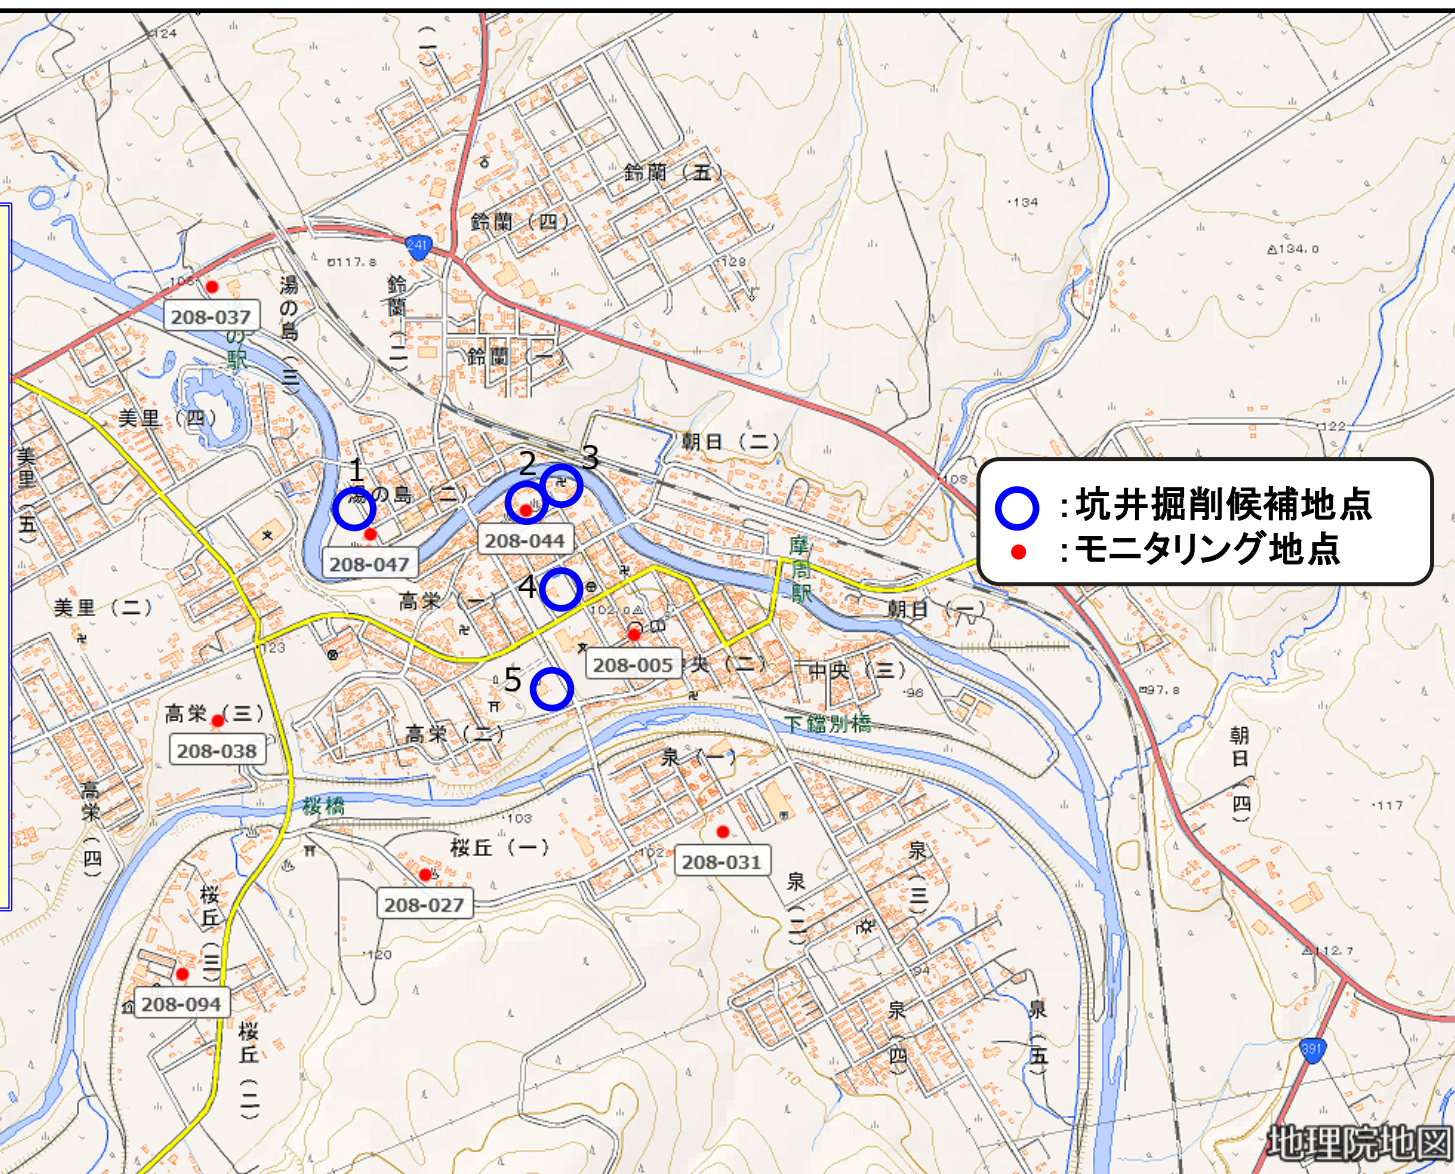 124
(一)
鈴蘭(五)
鈴蘭(四)
134
134.0
241
117.8
128
106
208-037
の駅
湯の島(三)
鈴蘭(二)
鈴蘭(一)
美里(四)
122
朝日(二)
美里(五)
1
2
3
湯の島(二)
108
:坑井掘削候補地点
:モニタリング地点
208-044
208-047
摩周駅
4
102.0
高栄(一)
美里(二)
朝日(一)
123
208-005
央(二)
中央(三)
5
96
97.8
高栄(三)
208-038
高栄(二)
下鐺別橋
朝日(四)
泉(一)
高栄(四)
桜橋
103
117
桜丘(一)
102
208-031
208-027
泉(二)
泉(三)
桜丘(三)
120
112.7
94
208-094
泉(四)
泉(五)
桜丘(二)
391
110
地理院地図